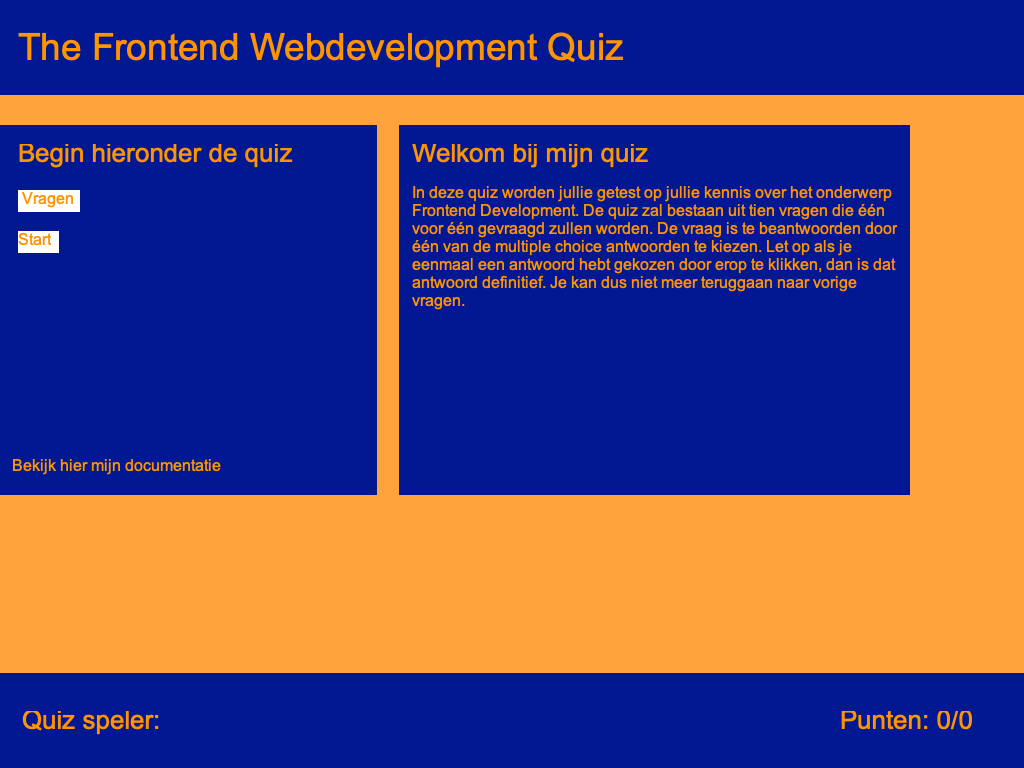 The Frontend Webdevelopment Quiz
Begin hieronder de quiz
Vragen
Start
Bekijk hier mijn documentatie
Welkom bij mijn quiz
In deze quiz worden jullie getest op jullie kennis over het onderwerp
Frontend Development. De quiz zal bestaan uit tien vragen die één
voor één gevraagd zullen worden. De vraag is te beantwoorden door
één van de multiple choice antwoorden te kiezen. Let op als je
eenmaal een antwoord hebt gekozen door erop te klikken, dan is dat
antwoord definitief. Je kan dus niet meer teruggaan naar vorige
vragen.
Quiz speler:
Punten: 0/0